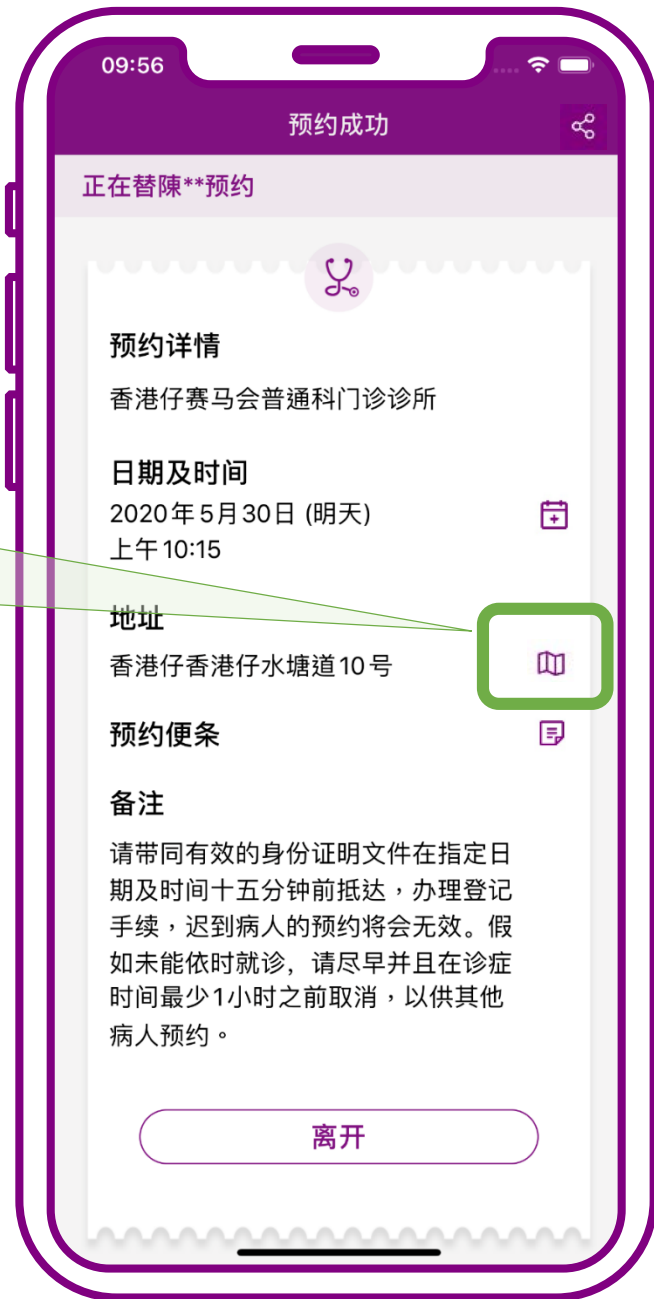 09:56
预约成功
正在替陳**预约
预约详情
香港仔赛马会普通科门诊诊所
日期及时间
2020年5月30日 (明天)
上午10:15
地址
香港仔香港仔水塘道10号
预约便条
备注
请带同有效的身份证明文件在指定日
期及时间十五分钟前抵达，办理登记
手续，迟到病人的预约将会无效。假
如未能依时就诊，请尽早并且在诊症
时间最少1小时之前取消，以供其他
病人预约。
离开